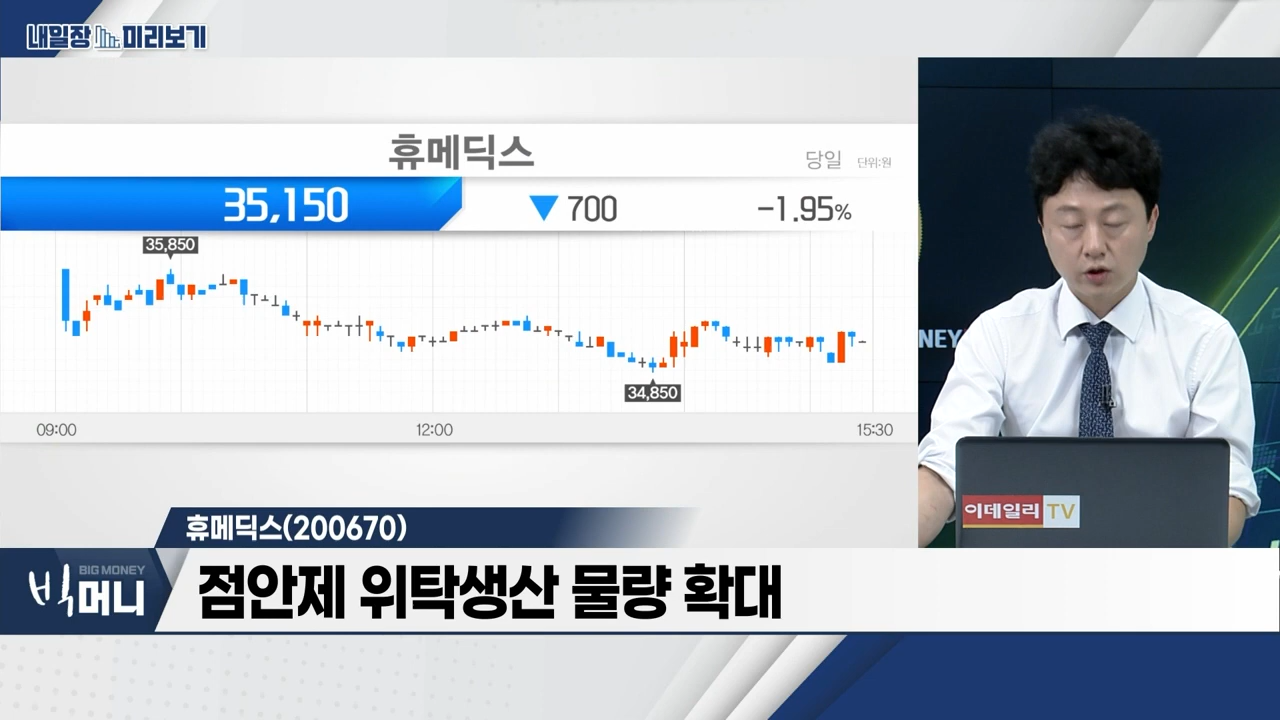 내일장 미리보기
휴메딕스
당일 단위:원
35,150 ▼ 700 -1.95%
35,850
34,850
09:00 12:00 15:30
NEY
이데일리 TV
휴메딕스(200670)
BIG MONEY
빅머니
점안제 위탁생산 물량 확대